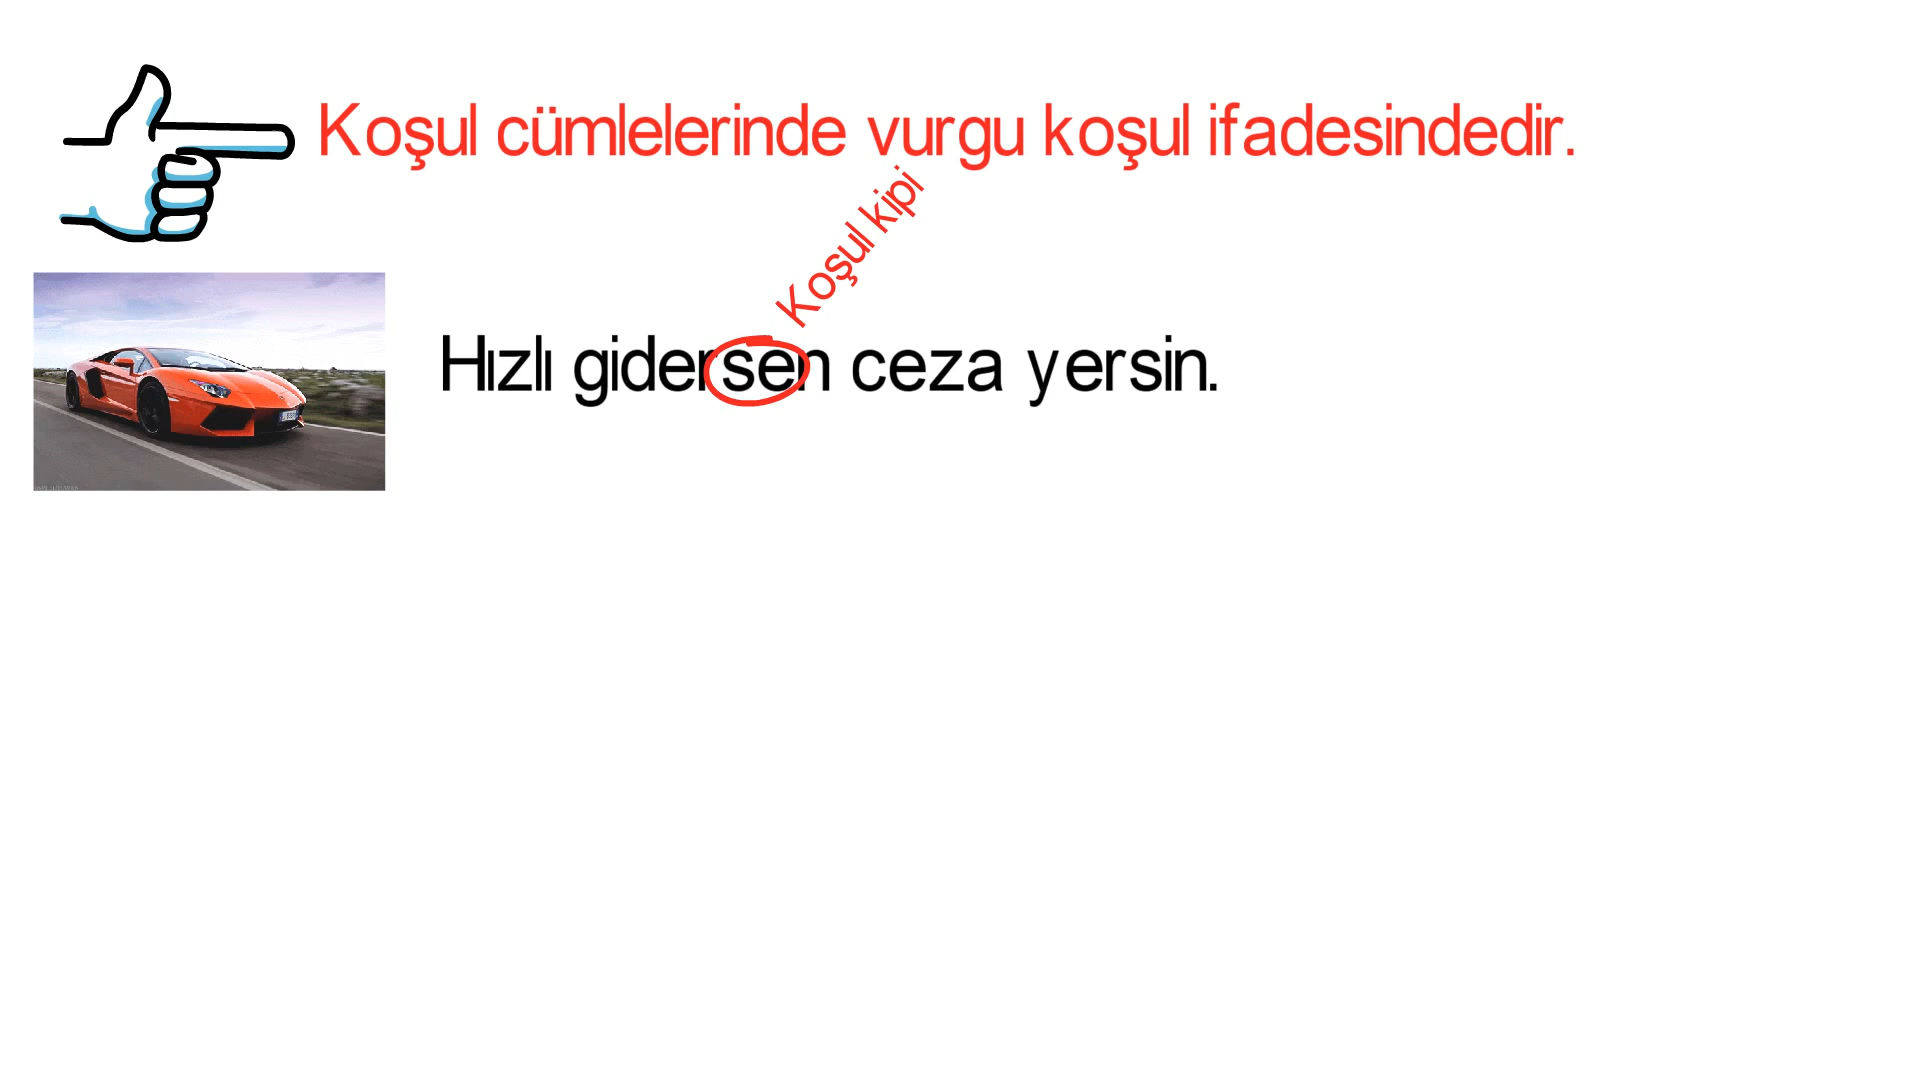 Koşul cümlelerinde vurgu koşul ifadesindedir.
Koşul kipi
Hızlı gidersen ceza yersin.